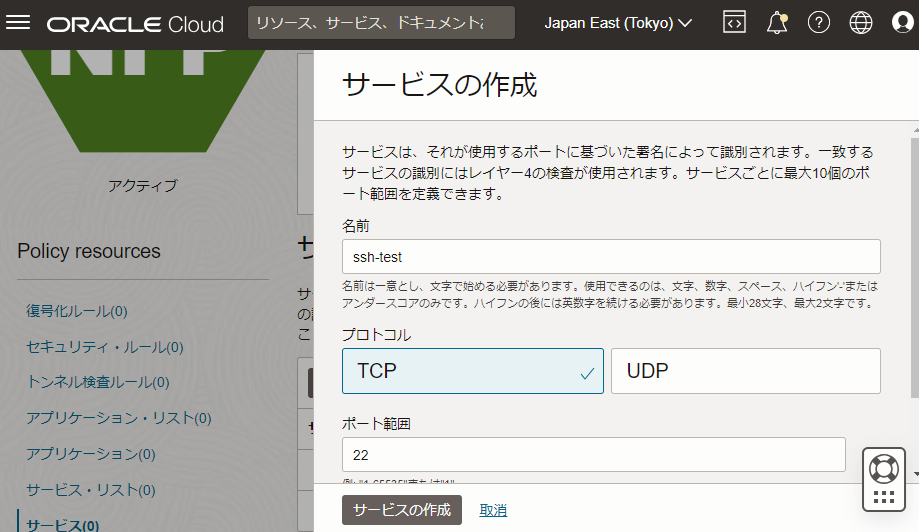 ORACLE Cloud
リソース、サービス、ドキュメント
Japan East (Tokyo)
NFP
アクティブ
Policy resources
復号化ルール(0)
セキュリティ・ルール(0)
トンネル検査ルール(0)
アプリケーション・リスト(0)
アプリケーション(0)
サービス・リスト(0)
サービス(0)
サービスの作成
サービスは、それが使用するポートに基づいた署名によって識別されます。一致する
サービスの識別にはレイヤー4の検査が使用されます。サービスごとに最大10個のポ
ート範囲を定義できます。
名前
ssh-test
名前は一意とし、文字で始める必要があります。使用できるのは、文字、数字、スペース、ハイフン'-'または
アンダースコアのみです。ハイフンの後には英数字を続ける必要があります。最小28文字、最大2文字です。
プロトコル
TCP
UDP
ポート範囲
22
サービスの作成
取消